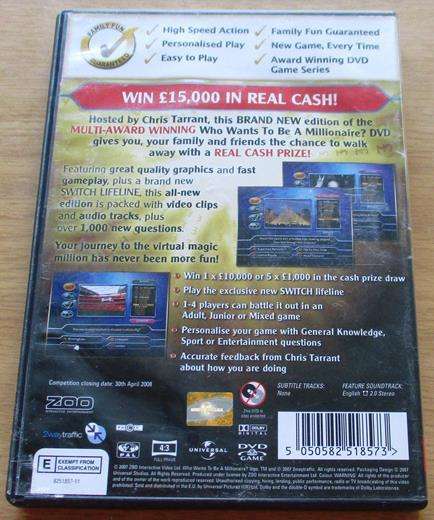 FAMILY FUN
GUARANTEED
High Speed Action
Family Fun Guaranteed
Personalised Play
New Game, Every Time
Easy to Play
Award Winning DVD
Game Series
WIN £15,000 IN REAL CASH!
Hosted by Chris Tarrant, this BRAND NEW edition of the
MULTI-AWARD WINNING Who Wants To Be A Millionaire? DVD
gives you, your family and friends the chance to walk
away with a REAL CASH PRIZE!
Featuring great quality graphics and fast
gameplay, plus a brand new
SWITCH LIFELINE, this all-new
edition is packed with video clips
and audio tracks, plus
over 1,000 new questions.
Your journey to the virtual magic
million has never been more fun!
Win 1 x £10,000 or 5 x £1,000 in the cash prize draw
Play the exclusive new SWITCH lifeline
1-4 players can battle it out in an
Adult, Junior or Mixed game
Personalise your game with General Knowledge,
Sport or Entertainment questions
Accurate feedback from Chris Tarrant
about how you are doing
Competition closing date: 30th April 2008
SUBTITLE TRACKS:
None
FEATURE SOUNDTRACK:
English 2.0 Stereo
ZOO
INTERACTIVE ENTERTAINMENT
2waytraffic
DOLBY
DIGITAL
PAL
4:3
FULL FRAME
UNIVERSAL
DVD
GAME
5 050582 518573
E
EXEMPT FROM
CLASSIFICATION
8251857-11